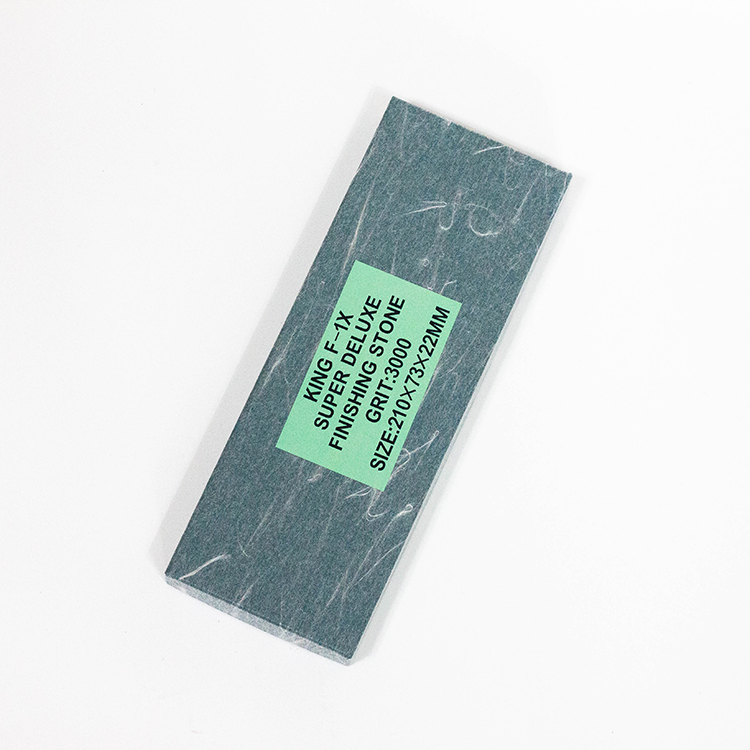 KING F-1X
SUPER DELUXE
FINISHING STONE
GRIT:3000
SIZE:210X73X22MM